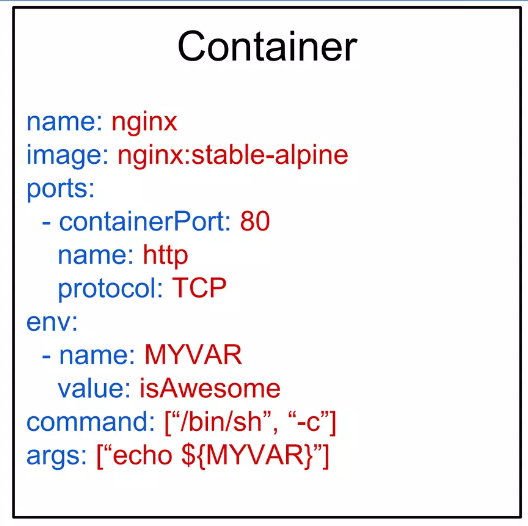 Container
name: nginx
image: nginx:stable-alpine
ports:
- containerPort: 80
name: http
protocol: TCP
env:
- name: MYVAR
value: isAwesome
command: [“/bin/sh”, “-c”]
args: [“echo ${MYVAR}”]